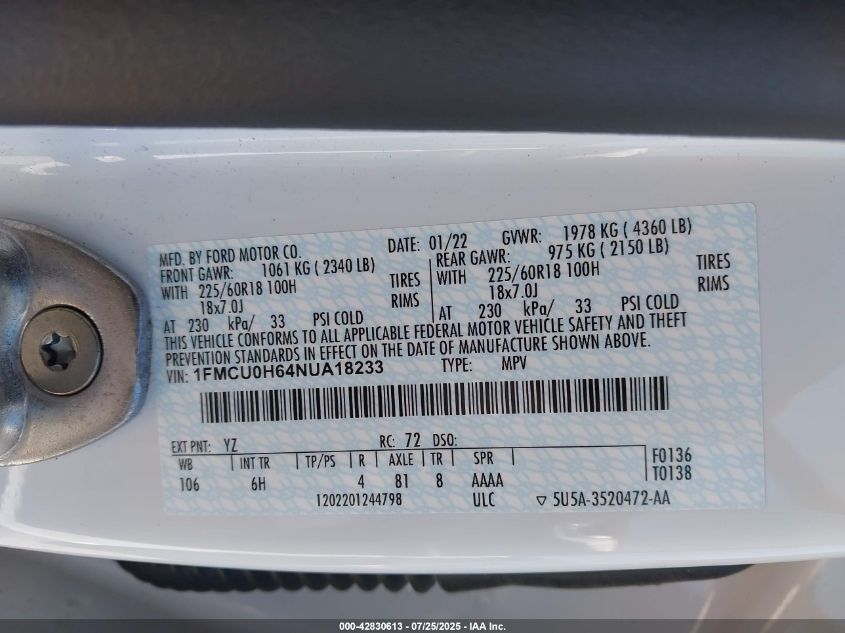 MFD. BY FORD MOTOR CO. DATE: 01/22 GVWR: 1978 KG ( 4360 LB)
FRONT GAWR: 1061 KG ( 2340 LB) REAR GAWR: 975 KG ( 2150 LB)
WITH 225/60R18 100H TIRES WITH 225/60R18 100H TIRES
18x7.0J RIMS 18x7.0J RIMS
AT 230 kPa/ 33 PSI COLD AT 230 kPa/ 33 PSI COLD
THIS VEHICLE CONFORMS TO ALL APPLICABLE FEDERAL MOTOR VEHICLE SAFETY AND THEFT
PREVENTION STANDARDS IN EFFECT ON THE DATE OF MANUFACTURE SHOWN ABOVE.
VIN: 1FMCU0H64NUA18233 TYPE: MPV
EXT PNT: YZ RC: 72 DSO:
WB INT TR TP/PS R AXLE TR SPR F0136
106 6H 4 81 8 AAAA T0138
1202201244798 ULC ▽ 5U5A-3520472-AA
000-42830613 - 07/25/2025 - IAA Inc.